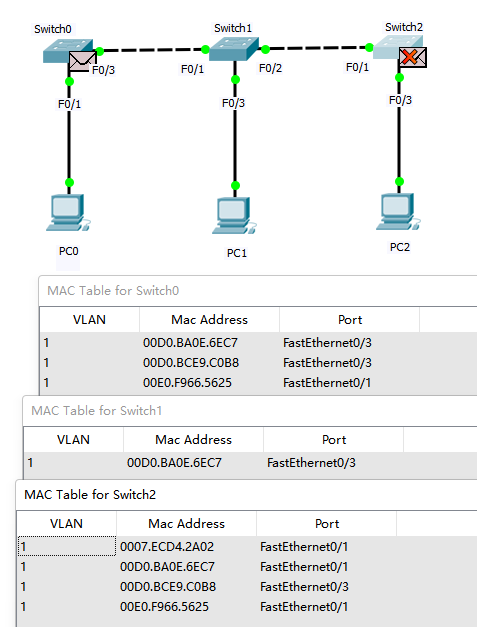 Switch0
Switch1
Switch2
F0/3
F0/1
F0/2
F0/1
F0/1
F0/3
F0/3
PC0
PC1
PC2
MAC Table for Switch0
VLAN Mac Address Port
1 00D0.BA0E.6EC7 FastEthernet0/3
1 00D0.BCE9.C0B8 FastEthernet0/3
1 00E0.F966.5625 FastEthernet0/1
MAC Table for Switch1
VLAN Mac Address Port
1 00D0.BA0E.6EC7 FastEthernet0/3
MAC Table for Switch2
VLAN Mac Address Port
1 0007.ECD4.2A02 FastEthernet0/1
1 00D0.BA0E.6EC7 FastEthernet0/1
1 00D0.BCE9.C0B8 FastEthernet0/3
1 00E0.F966.5625 FastEthernet0/1